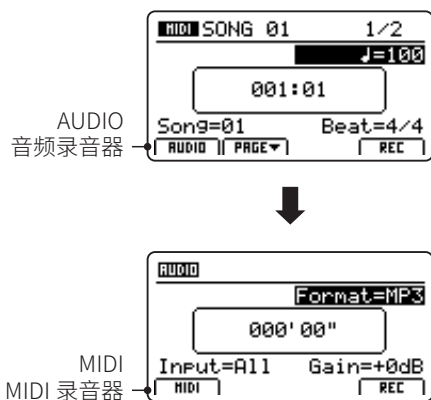 MIDI SONG 01 1/2
♩=100
001:01
Song=01 Beat=4/4
AUDIO PAGE▼ REC
AUDIO
音频录音器
AUDIO
Format=MP3
000'00"
Input=All Gain=+0dB
MIDI REC
MIDI
MIDI 录音器